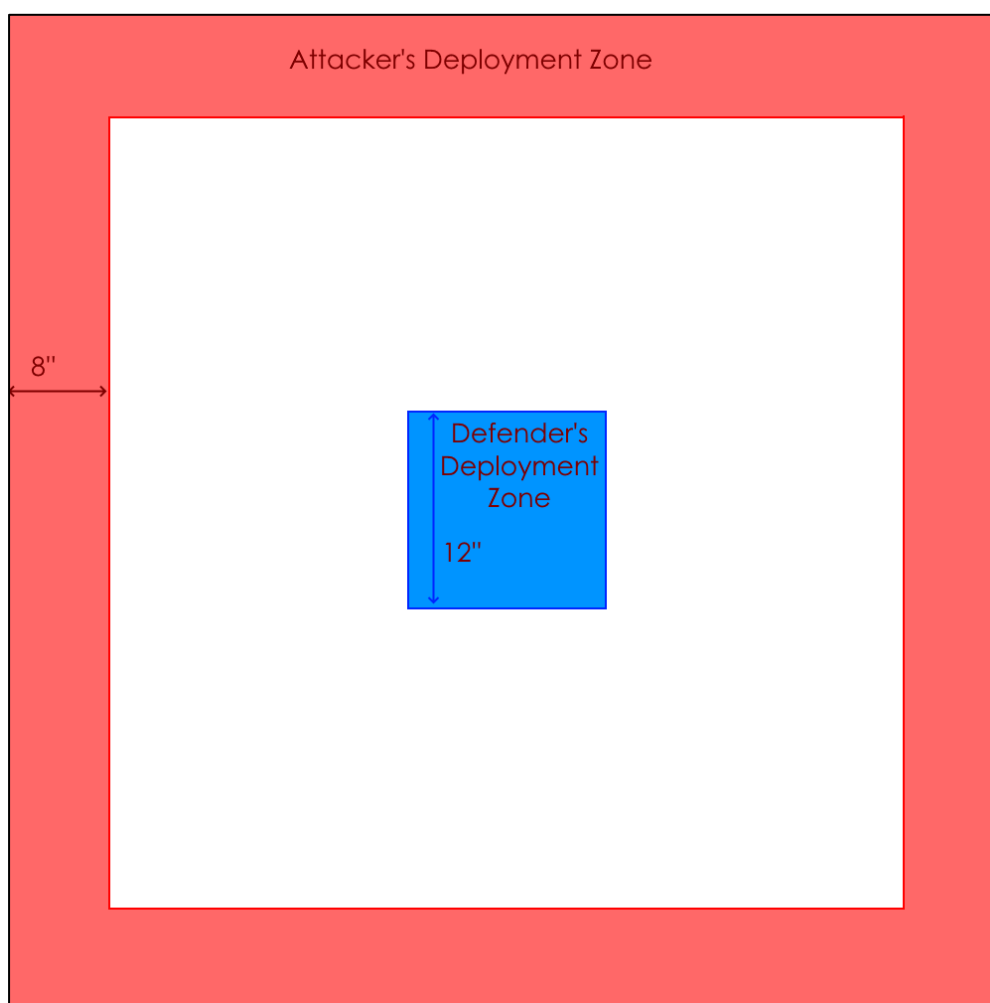 Attacker's Deployment Zone
8"
Defender's
Deployment
Zone
12"